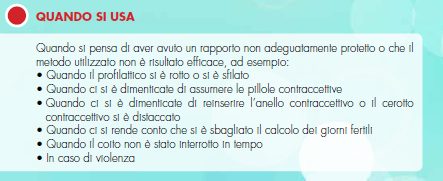 QUANDO SI USA
Quando si pensa di aver avuto un rapporto non adeguatamente protetto o che il
metodo utilizzato non è risultato efficace, ad esempio:
• Quando il profilattico si è rotto o si è sfilato
• Quando ci si è dimenticate di assumere le pillole contraccettive
• Quando ci si è dimenticate di reinserire l'anello contraccettivo o il cerotto
contraccettivo si è distaccato
• Quando ci si rende conto che si è sbagliato il calcolo dei giorni fertili
• Quando il coito non è stato interrotto in tempo
• In caso di violenza